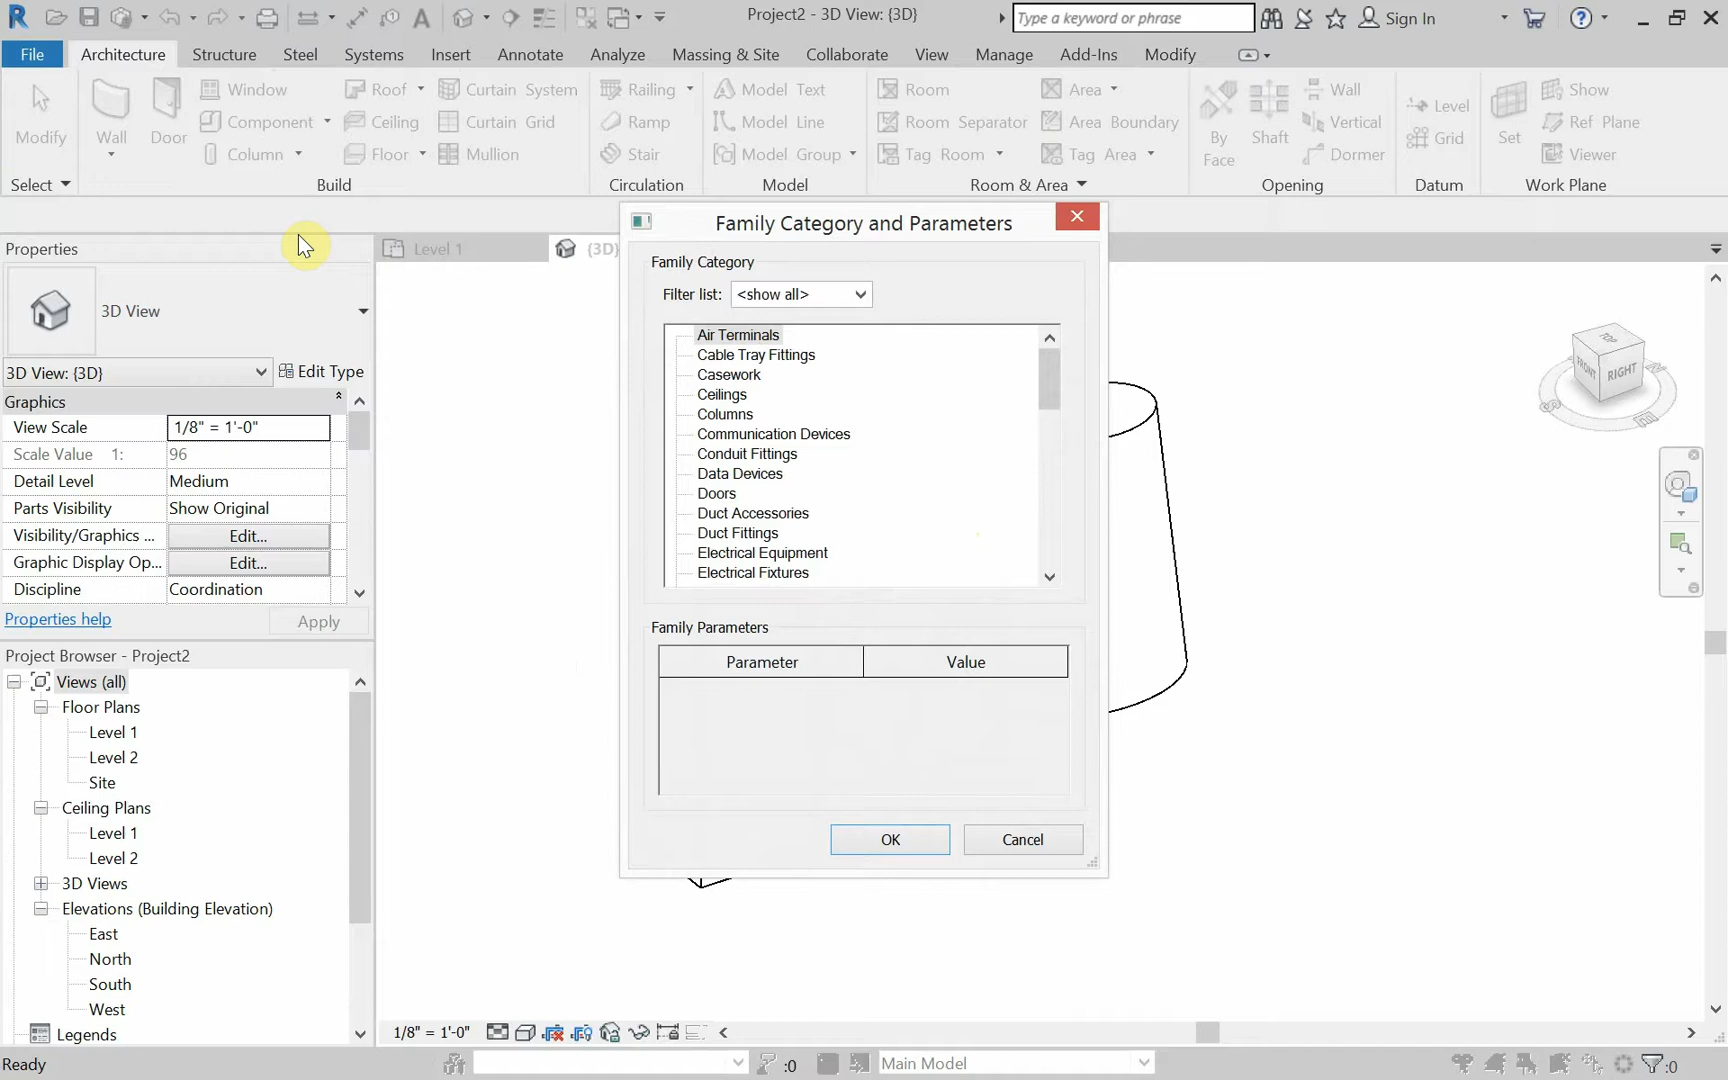 Project2 - 3D View: {3D}
Type a keyword or phrase
Sign In
File
Architecture
Structure
Steel
Systems
Insert
Annotate
Analyze
Massing & Site
Collaborate
View
Manage
Add-Ins
Modify
Modify
Wall
Door
Window
Component
Column
Roof
Ceiling
Floor
Curtain System
Curtain Grid
Mullion
Railing
Ramp
Stair
Model Text
Model Line
Model Group
Room
Room Separator
Tag Room
Area
Area Boundary
Tag Area
By
Face
Shaft
Wall
Vertical
Dormer
Level
Grid
Set
Show
Ref Plane
Viewer
Select
Build
Circulation
Model
Room & Area
Opening
Datum
Work Plane
Properties
3D View
3D View: {3D}
Edit Type
Graphics
View Scale
1/8" = 1'-0"
Scale Value 1:
96
Detail Level
Medium
Parts Visibility
Show Original
Visibility/Graphics ...
Edit...
Graphic Display Op...
Edit...
Discipline
Coordination
Properties help
Apply
Project Browser - Project2
Views (all)
Floor Plans
Level 1
Level 2
Site
Ceiling Plans
Level 1
Level 2
3D Views
Elevations (Building Elevation)
East
North
South
West
Legends
Level 1
{3D}
Family Category and Parameters
Family Category
Filter list:
<show all>
Air Terminals
Cable Tray Fittings
Casework
Ceilings
Columns
Communication Devices
Conduit Fittings
Data Devices
Doors
Duct Accessories
Duct Fittings
Electrical Equipment
Electrical Fixtures
Family Parameters
Parameter
Value
OK
Cancel
TOP
FRONT
RIGHT
S
E
1/8" = 1'-0"
Ready
:0
Main Model
:0